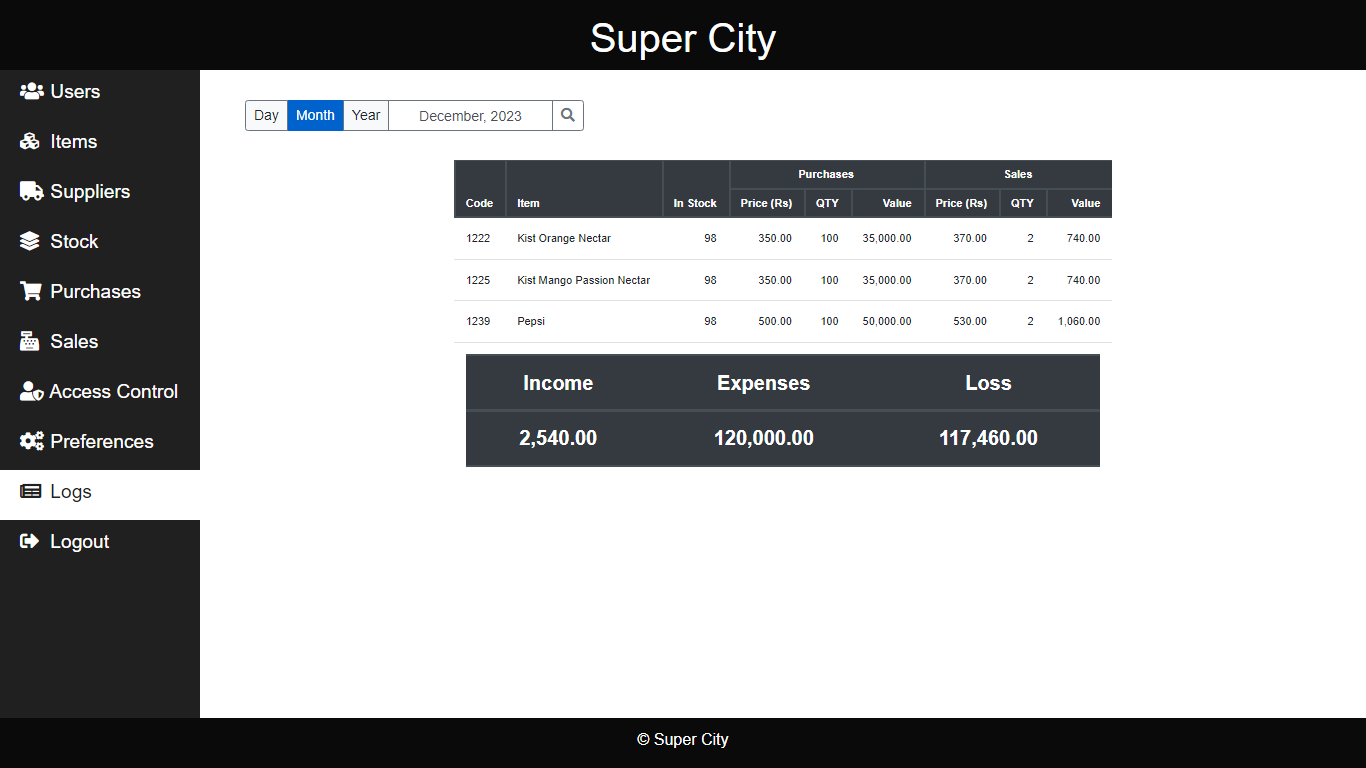 Super City
Users
Items
Suppliers
Stock
Purchases
Sales
Access Control
Preferences
Logs
Logout
Day Month Year December, 2023
Purchases Sales
Code Item In Stock Price (Rs) QTY Value Price (Rs) QTY Value
1222 Kist Orange Nectar 98 350.00 100 35,000.00 370.00 2 740.00
1225 Kist Mango Passion Nectar 98 350.00 100 35,000.00 370.00 2 740.00
1239 Pepsi 98 500.00 100 50,000.00 530.00 2 1,060.00
Income Expenses Loss
2,540.00 120,000.00 117,460.00
© Super City